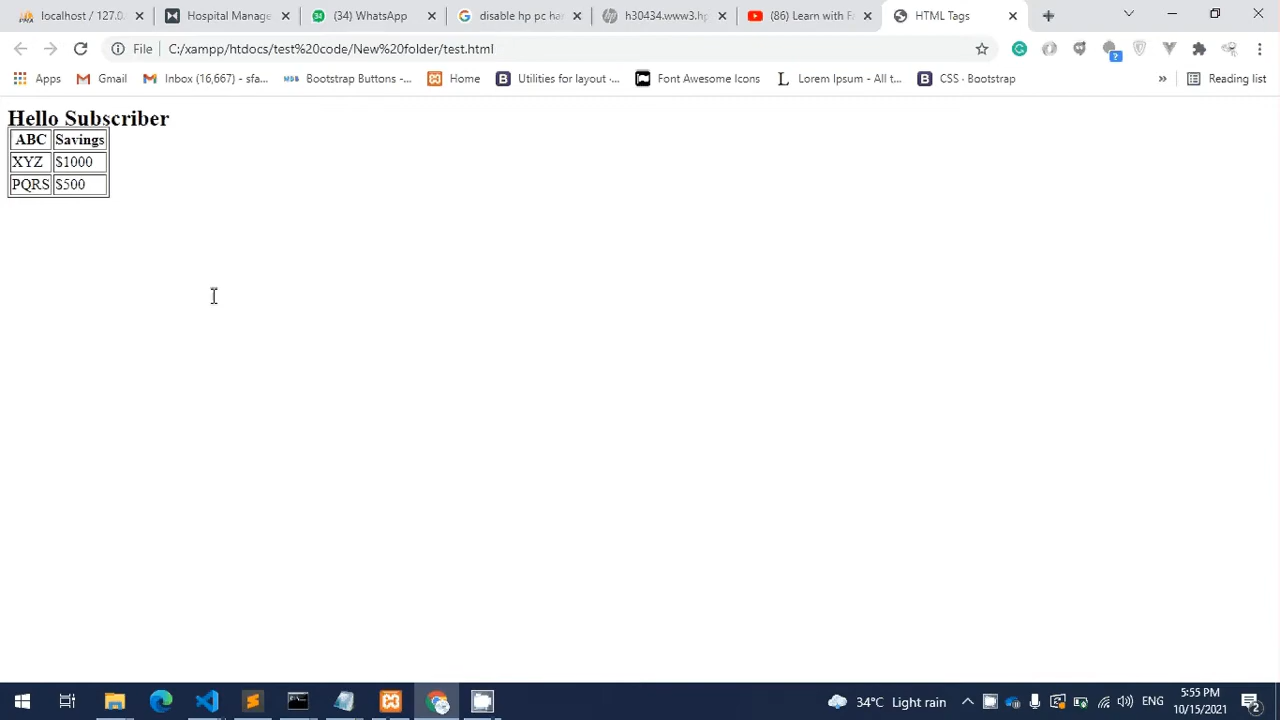 localhost / 127.0.
Hospital Manage
(34) WhatsApp
disable hp pc har
h30434.www3.hp
(86) Learn with Fa
HTML Tags
File
C:/xampp/htdocs/test%20code/New%20folder/test.html
Apps
Gmail
Inbox (16,667) - sfa...
Bootstrap Buttons -...
Home
Utilities for layout ·...
Font Awesome Icons
Lorem Ipsum - All t...
CSS · Bootstrap
»
Reading list
Hello Subscriber
ABC Savings
XYZ $1000
PQRS $500
34°C Light rain
ENG
5:55 PM
10/15/2021
2